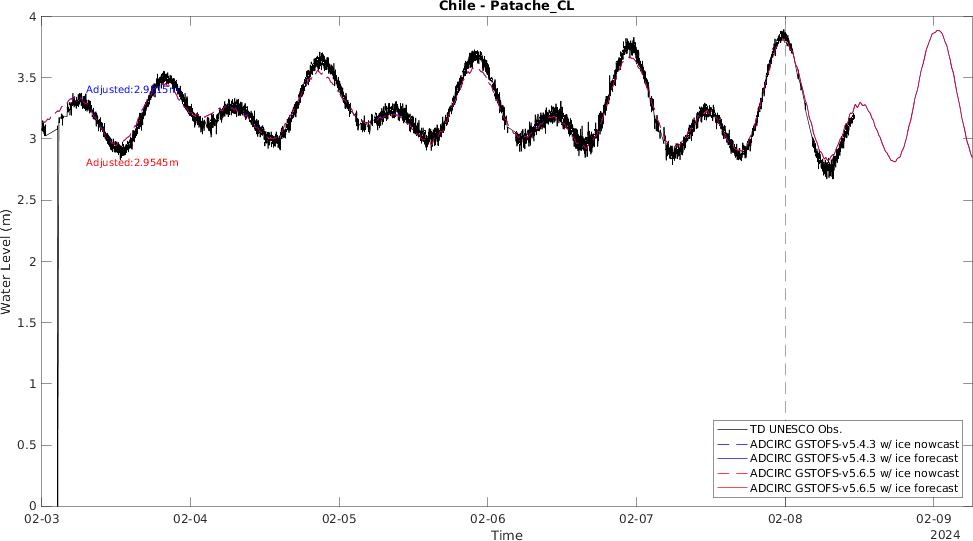 Chile - Patache_CL
4
3.5
3
2.5
2
1.5
1
0.5
0
Water Level (m)
Adjusted:2.9545m
TD UNESCO Obs.
ADCIRC GSTOFS-v5.4.3 w/ ice nowcast
ADCIRC GSTOFS-v5.4.3 w/ ice forecast
ADCIRC GSTOFS-v5.6.5 w/ ice nowcast
ADCIRC GSTOFS-v5.6.5 w/ ice forecast
02-03 02-04 02-05 02-06 02-07 02-08 02-09
Time
2024